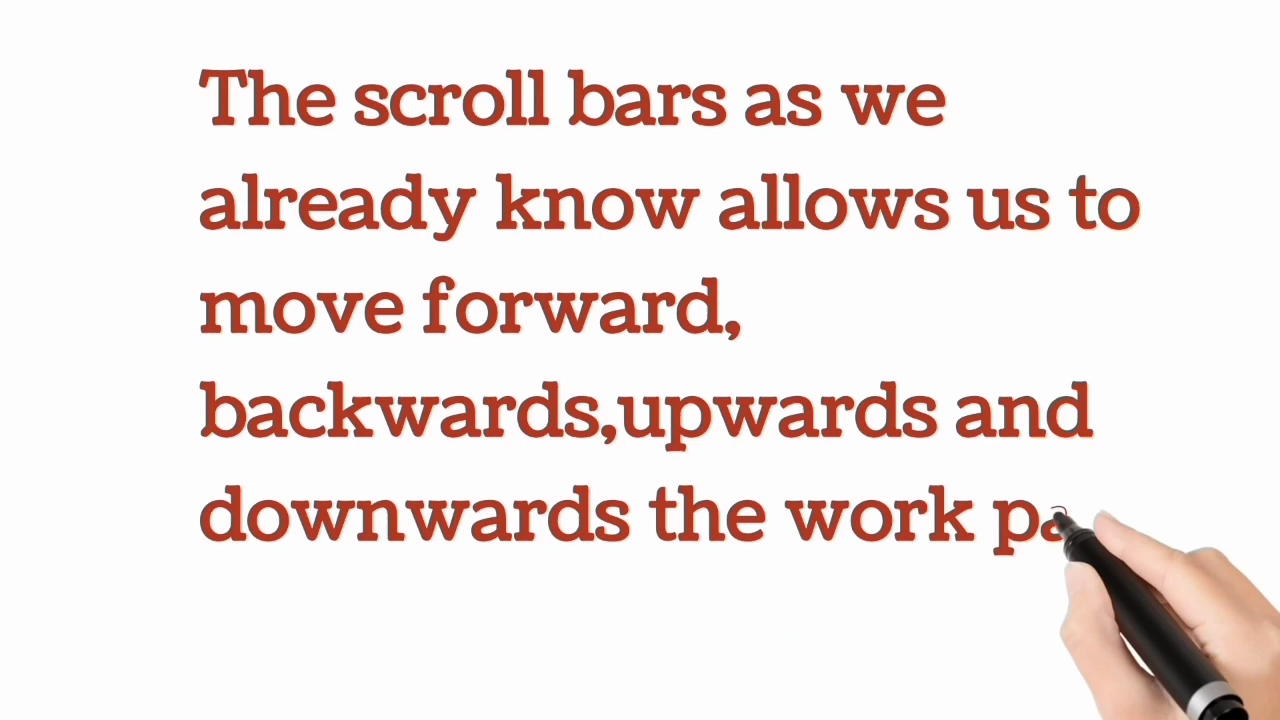 The scroll bars as we
already know allows us to
move forward,
backwards,upwards and
downwards the work pa